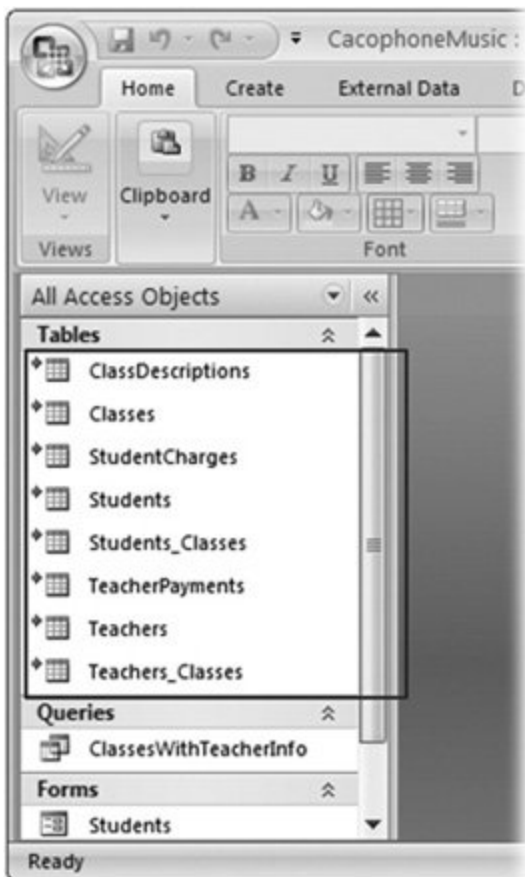 CacophoneMusic :
Home Create External Data D
View
Clipboard
B I U
A
Views
Font
All Access Objects
Tables
ClassDescriptions
Classes
StudentCharges
Students
Students_Classes
TeacherPayments
Teachers
Teachers_Classes
Queries
ClassesWithTeacherInfo
Forms
Students
Ready